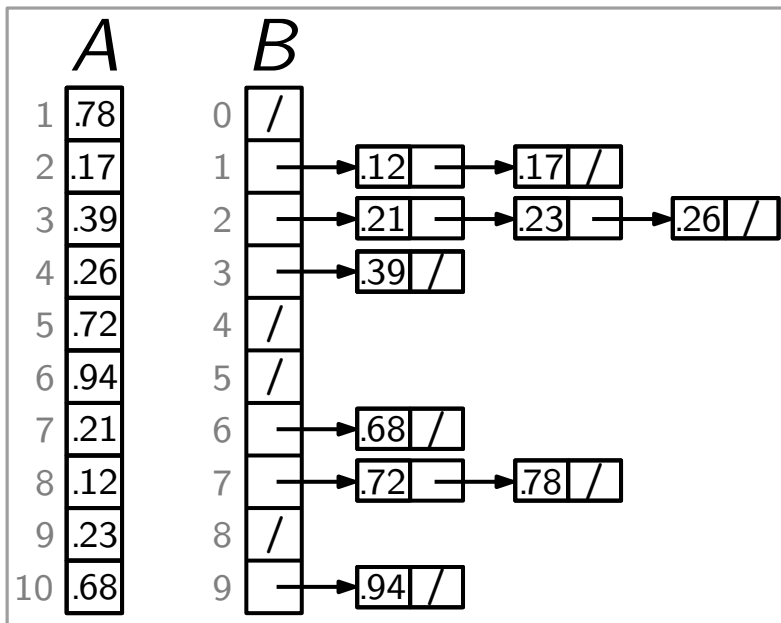 A B
1 .78 0 /
2 .17 1 .12 .17 /
3 .39 2 .21 .23 .26 /
4 .26 3 .39 /
5 .72 4 /
6 .94 5 /
7 .21 6 .68 /
8 .12 7 .72 .78 /
9 .23 8 /
10 .68 9 .94 /